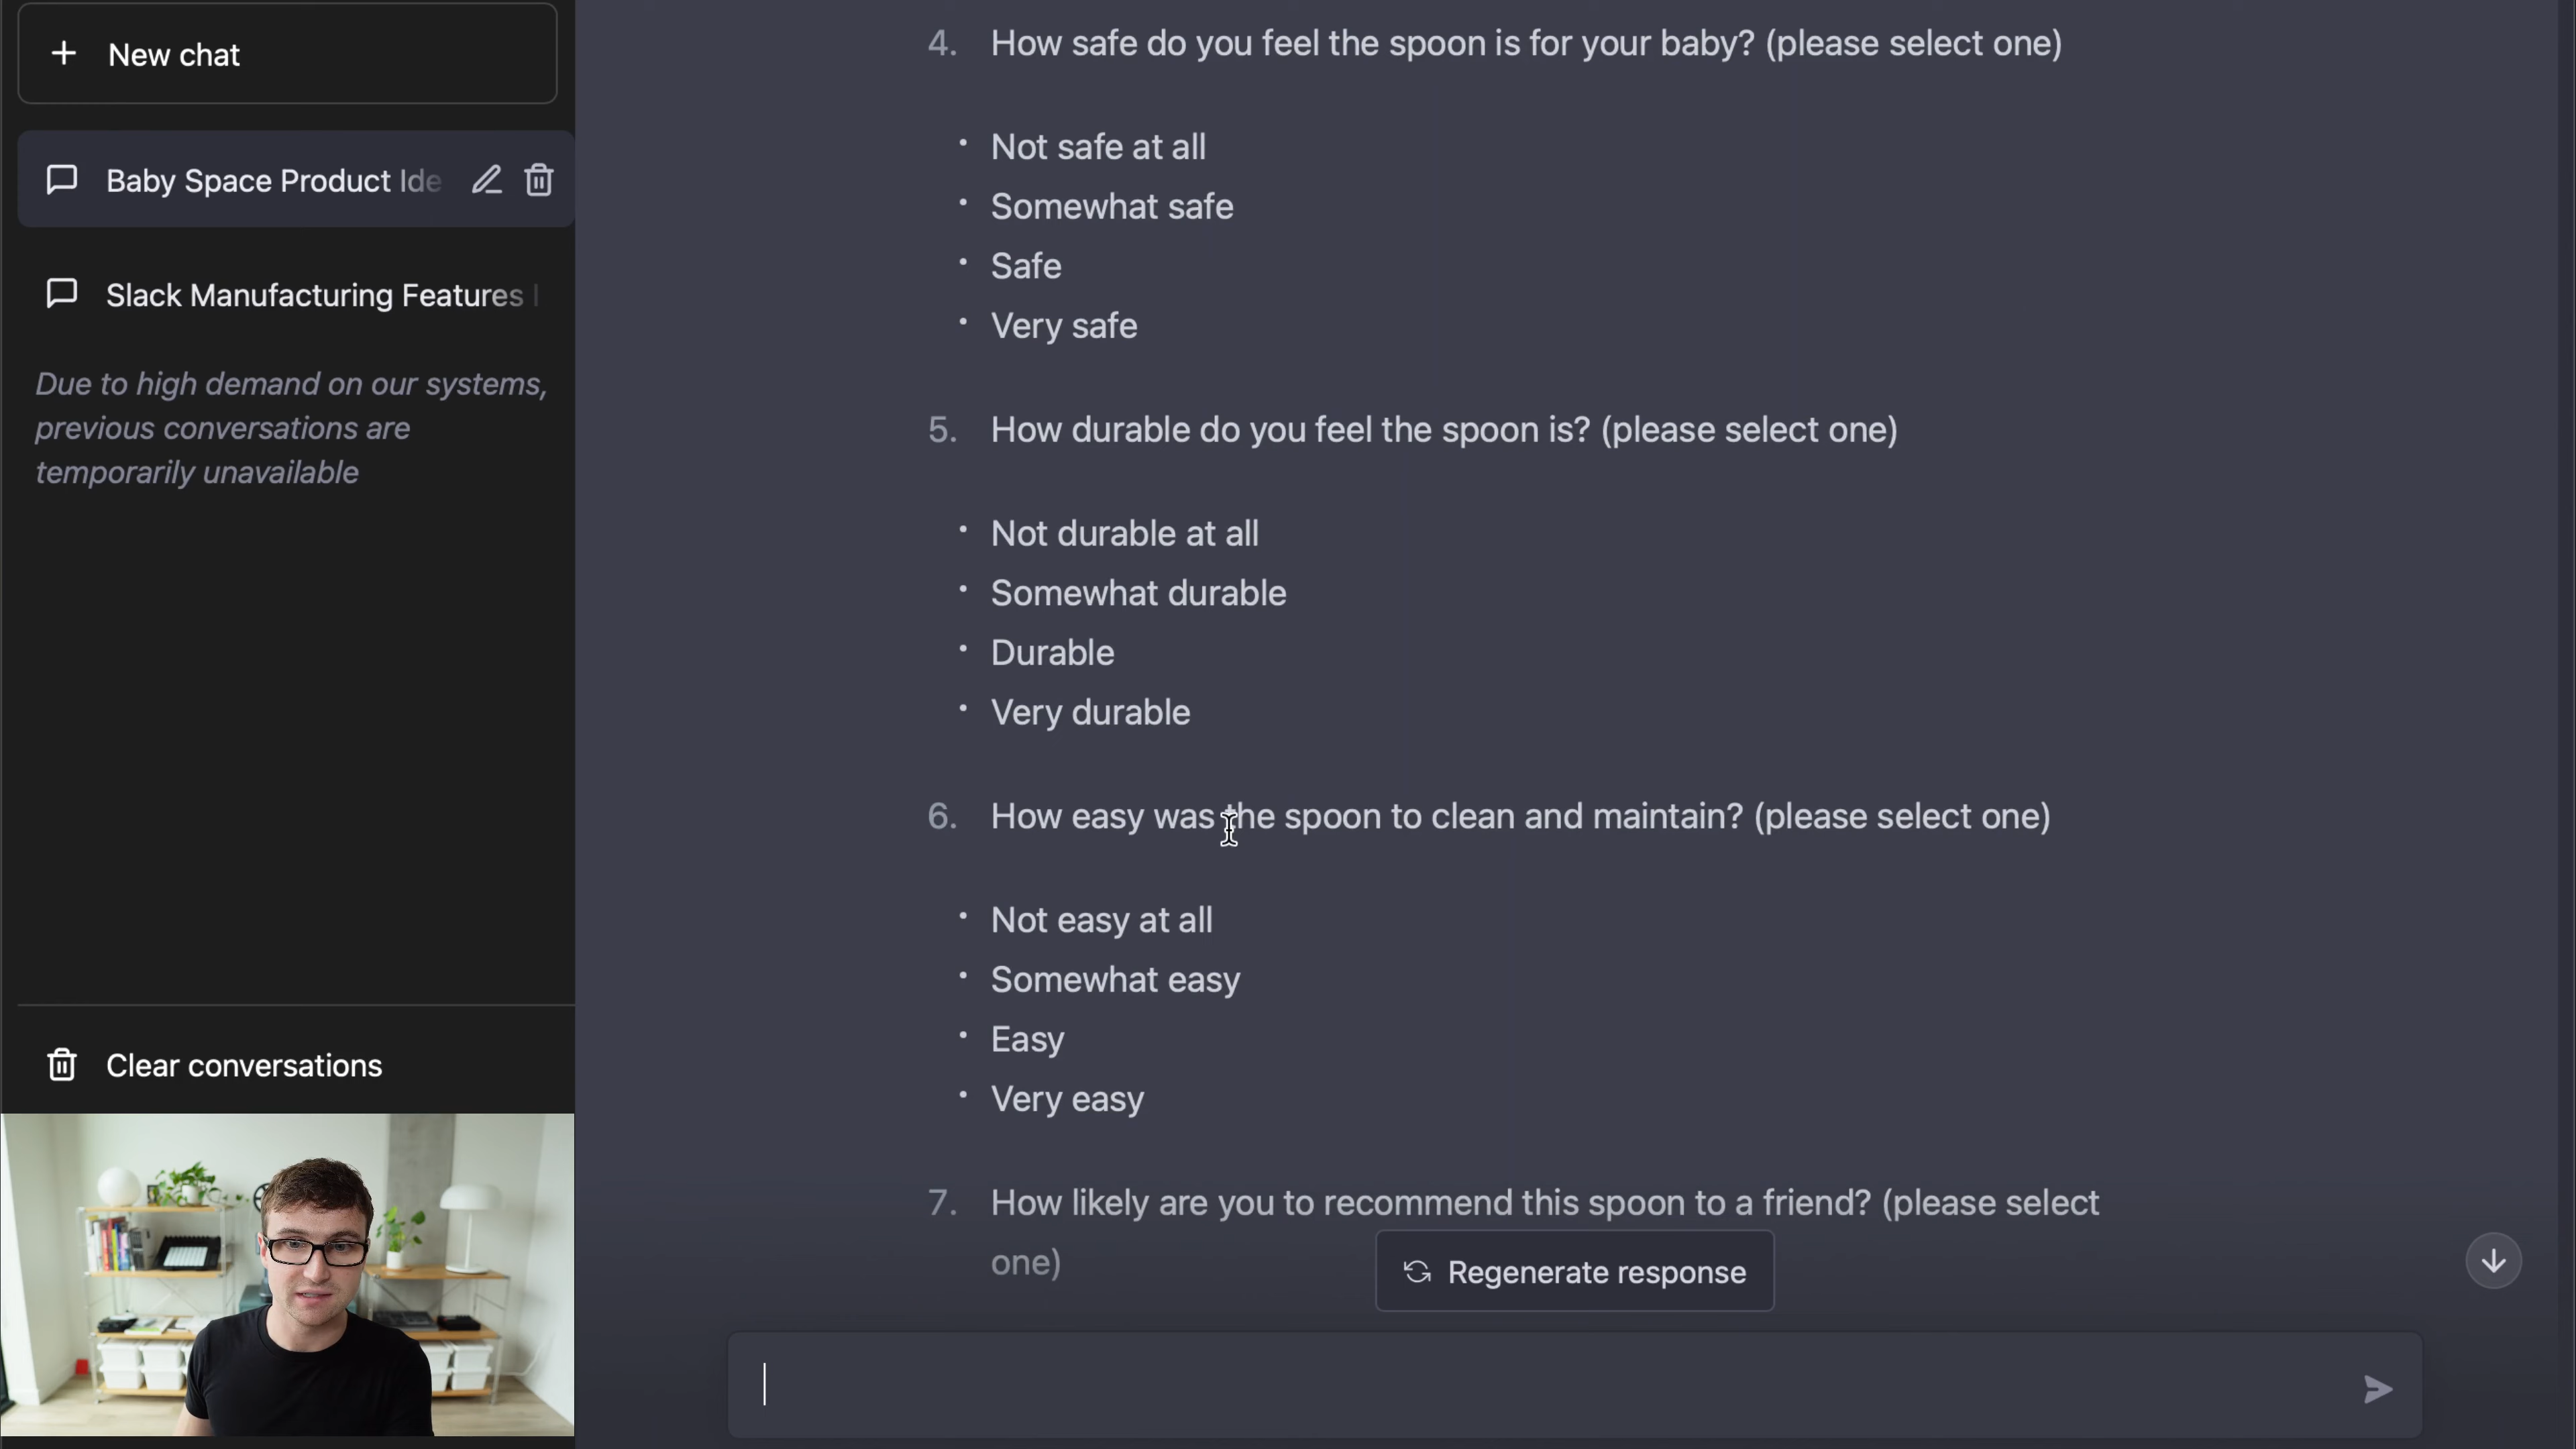 New chat
Baby Space Product Ide
Slack Manufacturing Features
Due to high demand on our systems,
previous conversations are
temporarily unavailable
Clear conversations
4. How safe do you feel the spoon is for your baby? (please select one)
• Not safe at all
• Somewhat safe
• Safe
• Very safe
5. How durable do you feel the spoon is? (please select one)
• Not durable at all
• Somewhat durable
• Durable
• Very durable
6. How easy was the spoon to clean and maintain? (please select one)
• Not easy at all
• Somewhat easy
• Easy
• Very easy
7. How likely are you to recommend this spoon to a friend? (please select
one)
Regenerate response